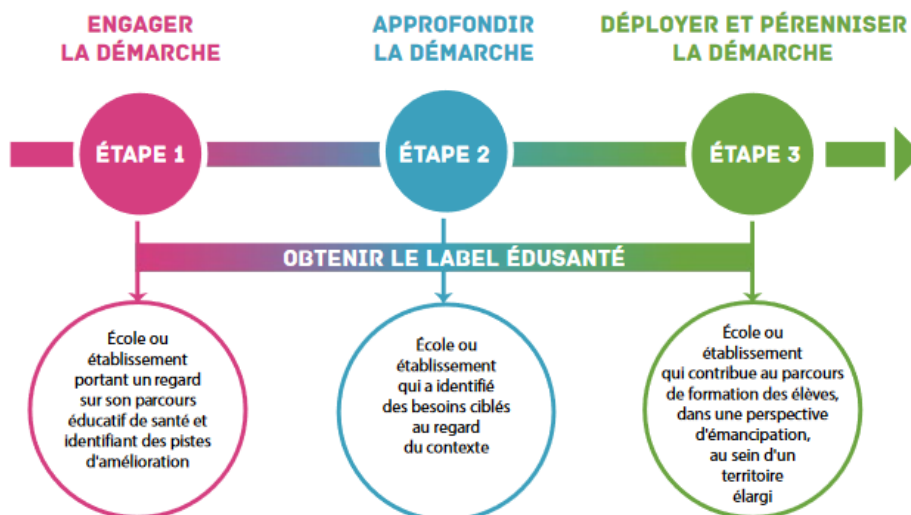 ENGAGER
LA DÉMARCHE
APPROFONDIR
LA DÉMARCHE
DÉPLOYER ET PÉRENNISER
LA DÉMARCHE
ÉTAPE 1
ÉTAPE 2
ÉTAPE 3
OBTENIR LE LABEL ÉDUSANTÉ
École ou
établissement
portant un regard
sur son parcours
éducatif de santé et
identifiant des pistes
d'amélioration
École ou
établissement
qui a identifié
des besoins ciblés
au regard
du contexte
École ou
établissement
qui contribue au parcours
de formation des élèves,
dans une perspective
d'émancipation,
au sein d'un
territoire
élargi